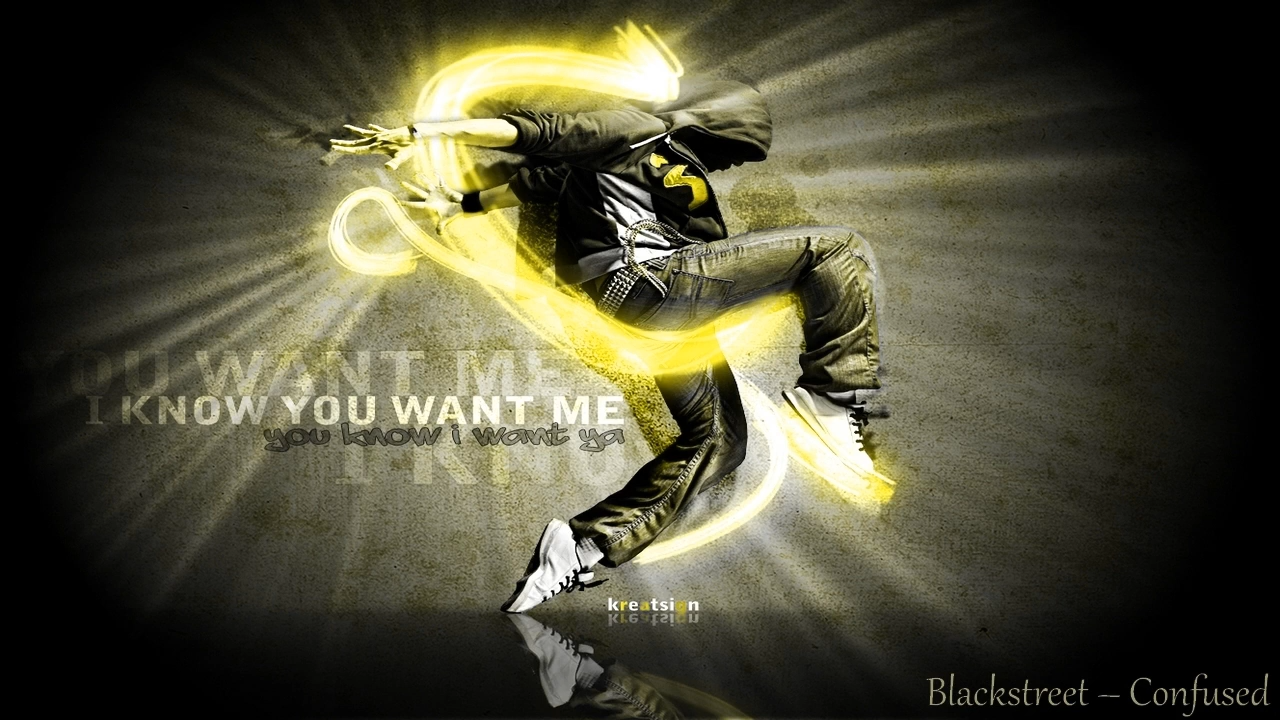 YOU WANT ME
I KNOW YOU WANT ME
you know i want ya
I KNO
kreatsign
Blackstreet -- Confused